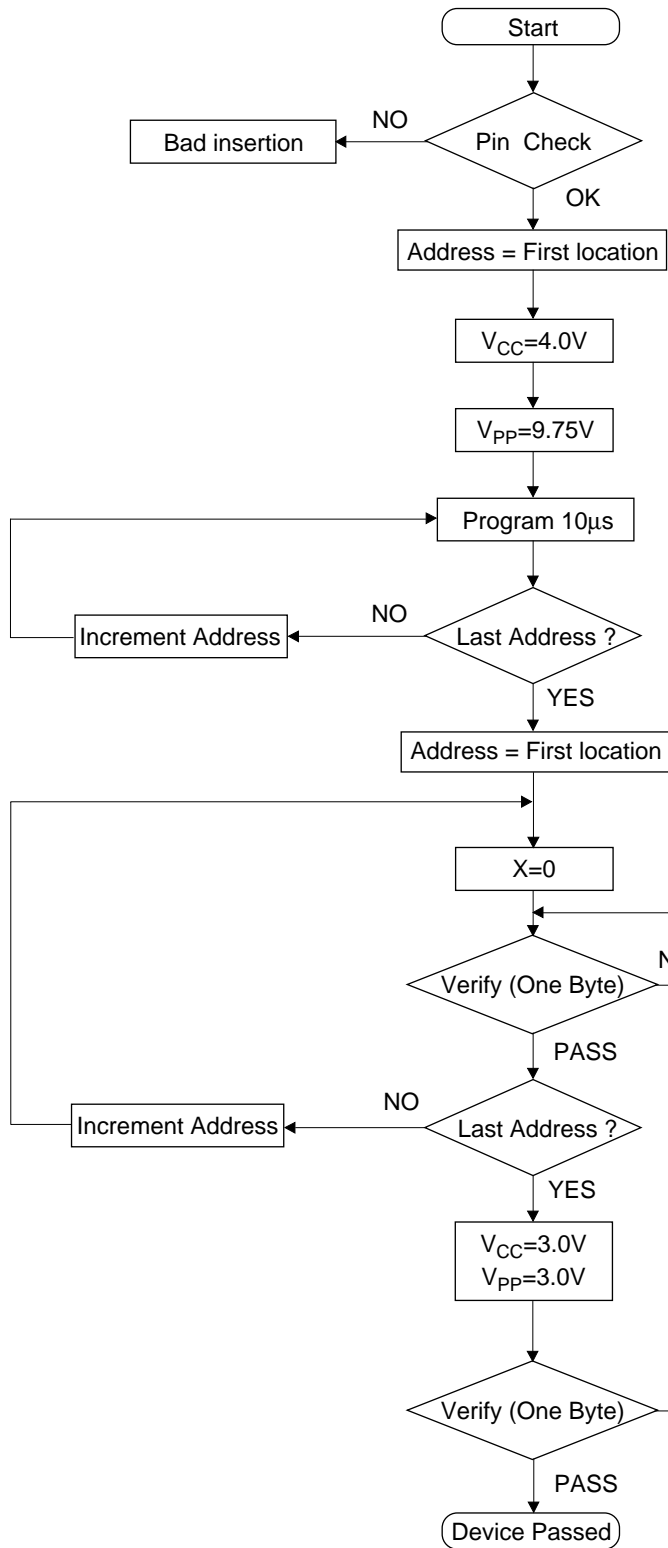 Start
NO
Pin Check
Bad insertion
OK
Address = First location
VCC=4.0V
VPP=9.75V
Program 10µs
NO
Last Address ?
Increment Address
YES
Address = First location
X=0
Verify (One Byte)
PASS
NO
Last Address ?
Increment Address
YES
VCC=3.0V
VPP=3.0V
Verify (One Byte)
PASS
Device Passed